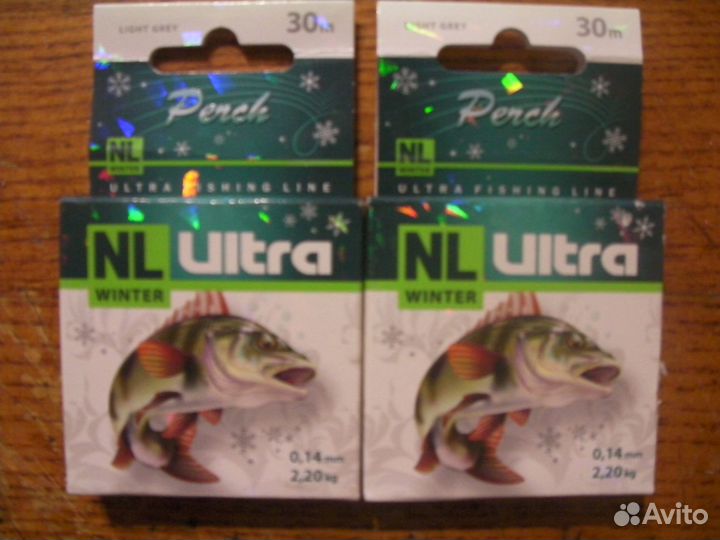 LIGHT GREY 30m
Perch
NL
WINTER
ULTRA FISHING LINE
NL Ultra
WINTER
0,14 mm
2,20 kg
LIGHT GREY 30m
Perch
NL
WINTER
ULTRA FISHING LINE
NL Ultra
WINTER
0,14 mm
2,20 kg
Avito